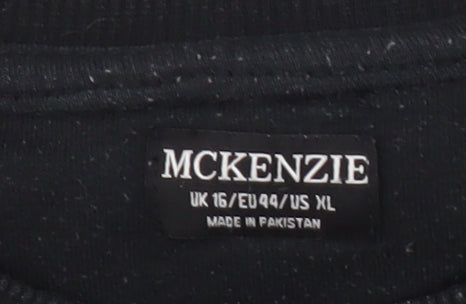 MCKENZIE
UK 16/EU 44/US XL
MADE IN PAKISTAN